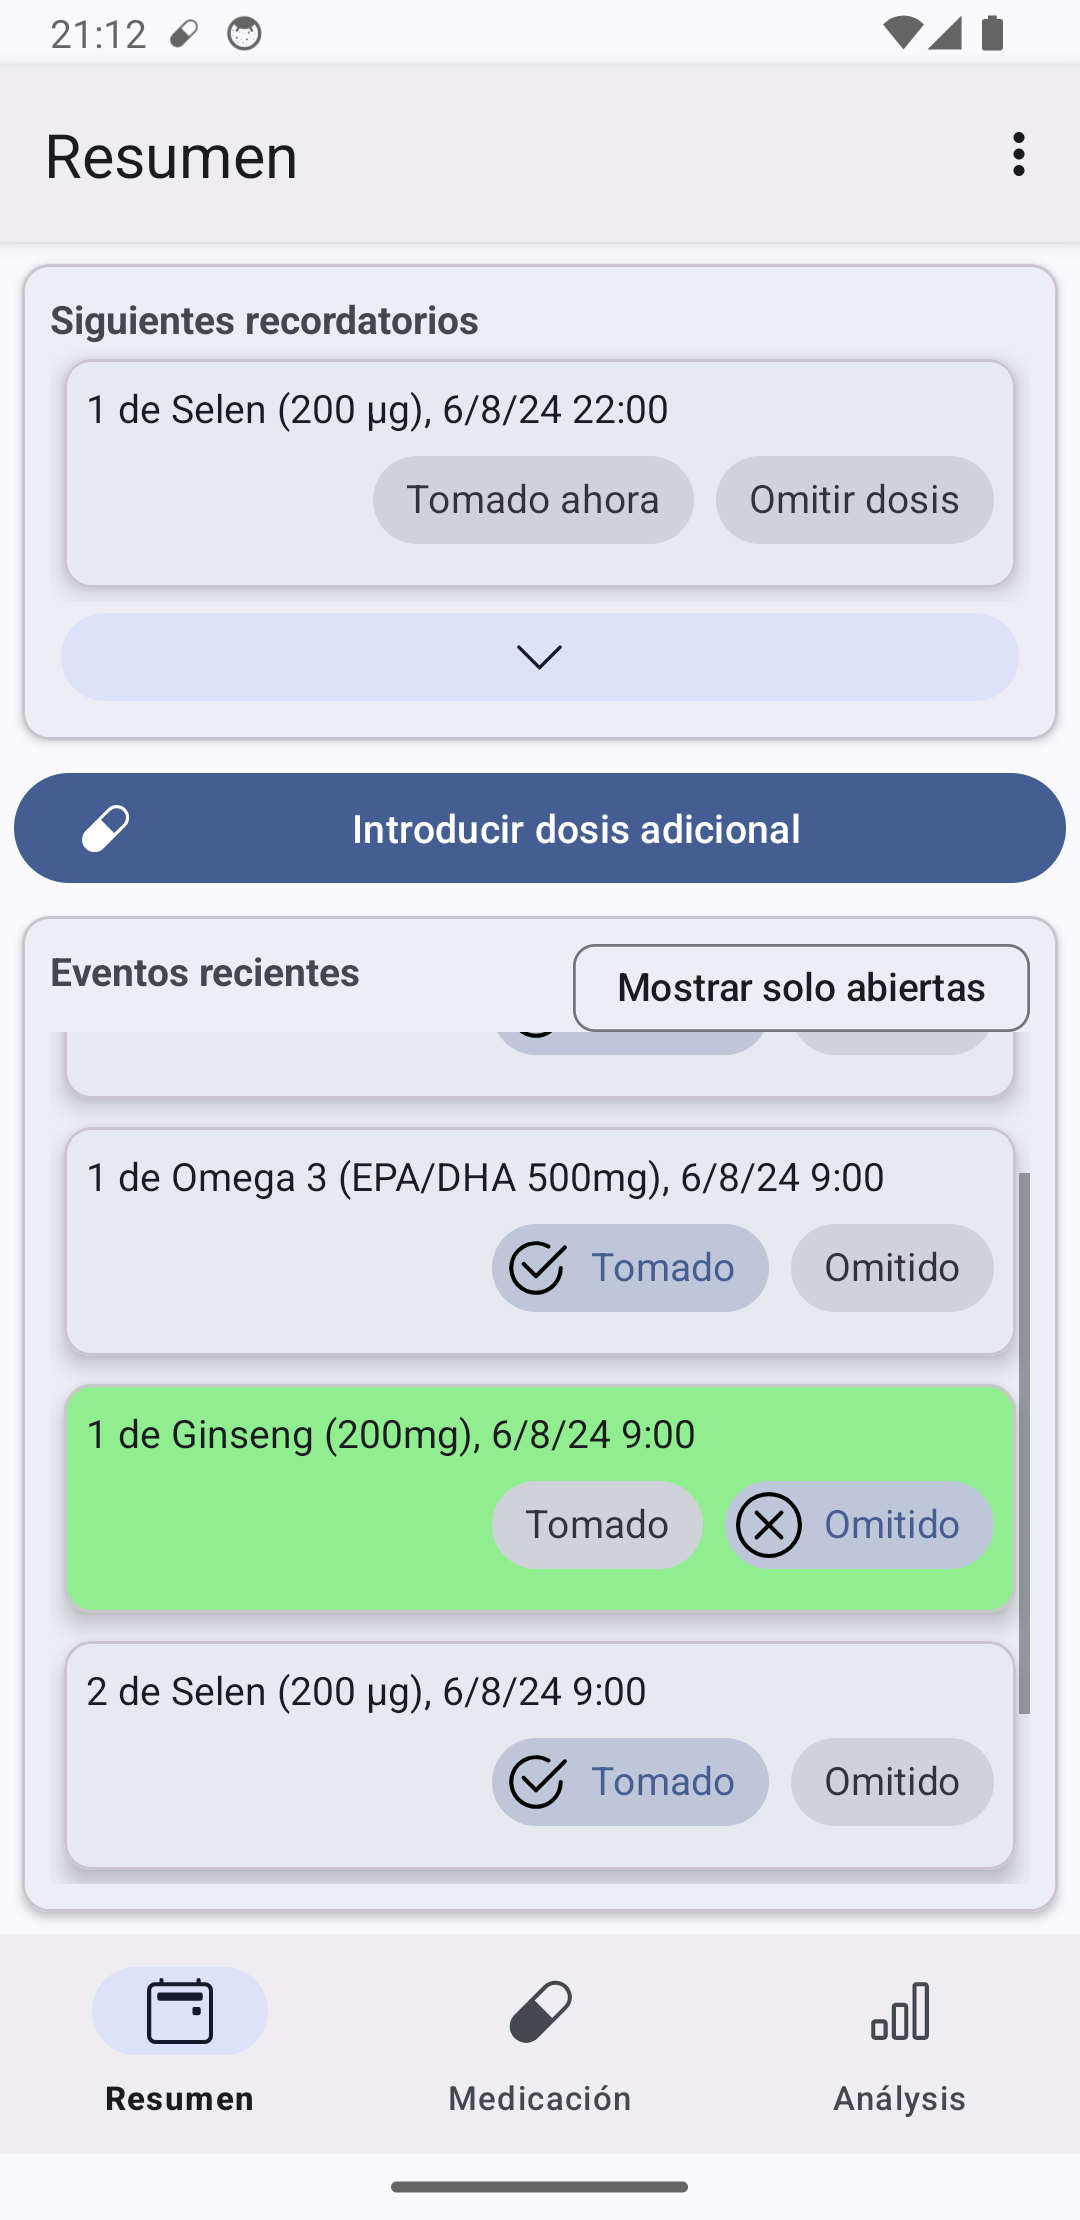 21:12
Resumen
Siguientes recordatorios
1 de Selen (200 µg), 6/8/24 22:00
Tomado ahora
Omitir dosis
Introducir dosis adicional
Eventos recientes
Mostrar solo abiertas
1 de Omega 3 (EPA/DHA 500mg), 6/8/24 9:00
Tomado
Omitido
1 de Ginseng (200mg), 6/8/24 9:00
Tomado
Omitido
2 de Selen (200 µg), 6/8/24 9:00
Tomado
Omitido
Resumen
Medicación
Análysis